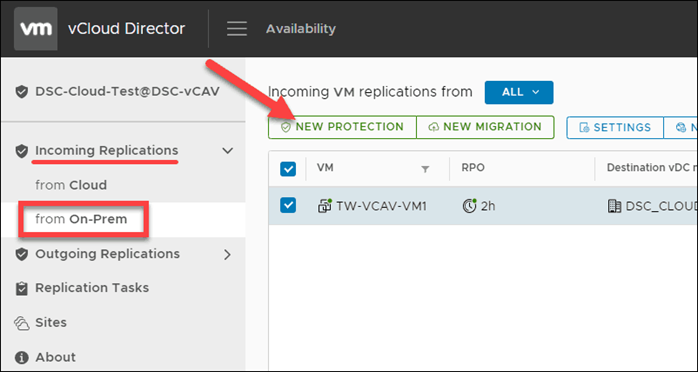 vm vCloud Director Availability
DSC-Cloud-Test@DSC-vCAV
Incoming Replications
from Cloud
from On-Prem
Outgoing Replications
Replication Tasks
Sites
About
Incoming VM replications from ALL
NEW PROTECTION NEW MIGRATION SETTINGS N
VM RPO Destination vDC n
TW-VCAV-VM1 2h DSC_CLOUD